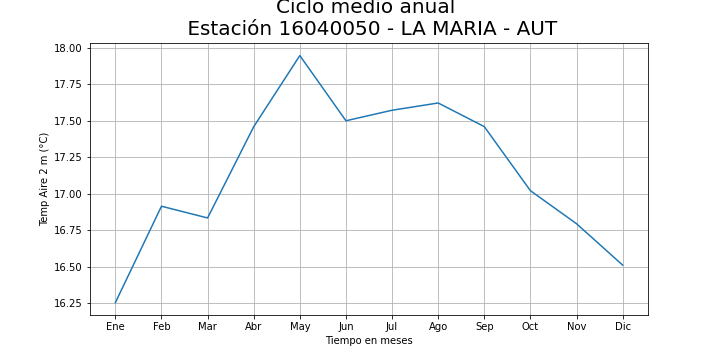 Ciclo medio anual
Estación 16040050 - LA MARIA - AUT
18.00
17.75
17.50
17.25
17.00
16.75
16.50
16.25
Temp Aire 2 m (°C)
Ene Feb Mar Abr May Jun Jul Ago Sep Oct Nov Dic
Tiempo en meses